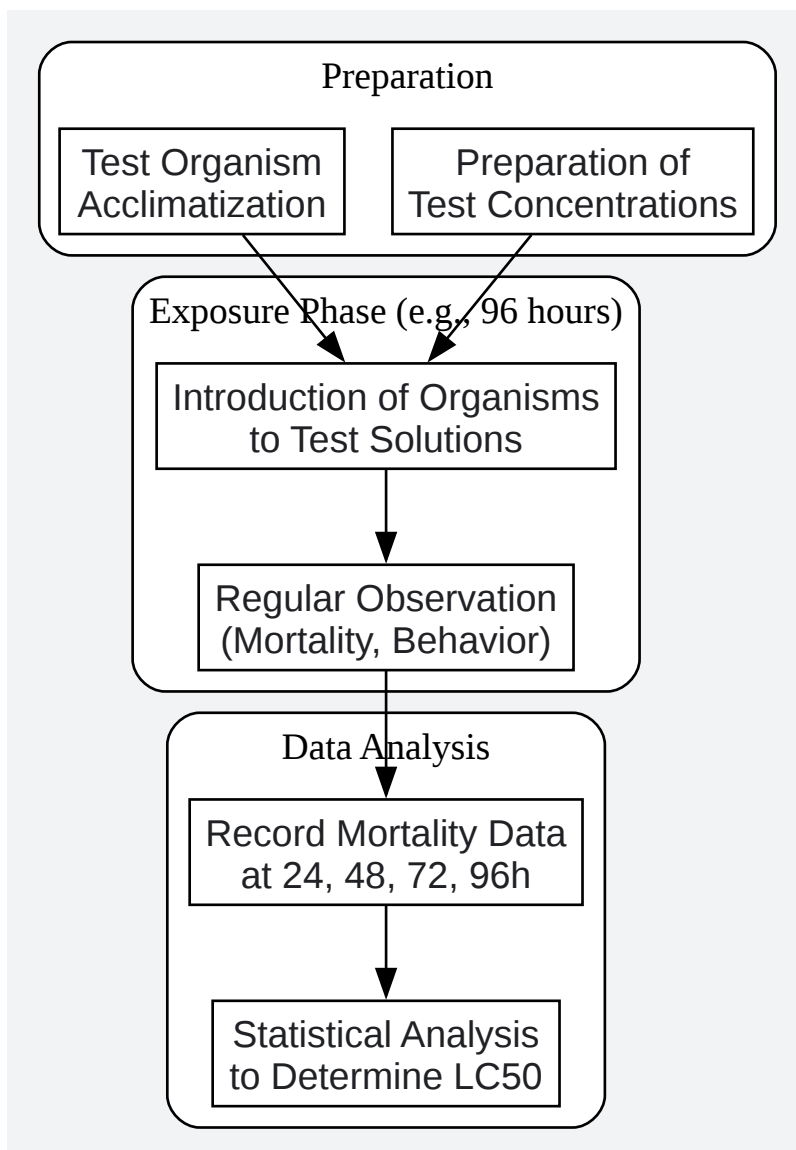 Preparation
Test Organism
Acclimatization
Preparation of
Test Concentrations
Exposure Phase (e.g., 96 hours)
Introduction of Organisms
to Test Solutions
Regular Observation
(Mortality, Behavior)
Data Analysis
Record Mortality Data
at 24, 48, 72, 96h
Statistical Analysis
to Determine LC50